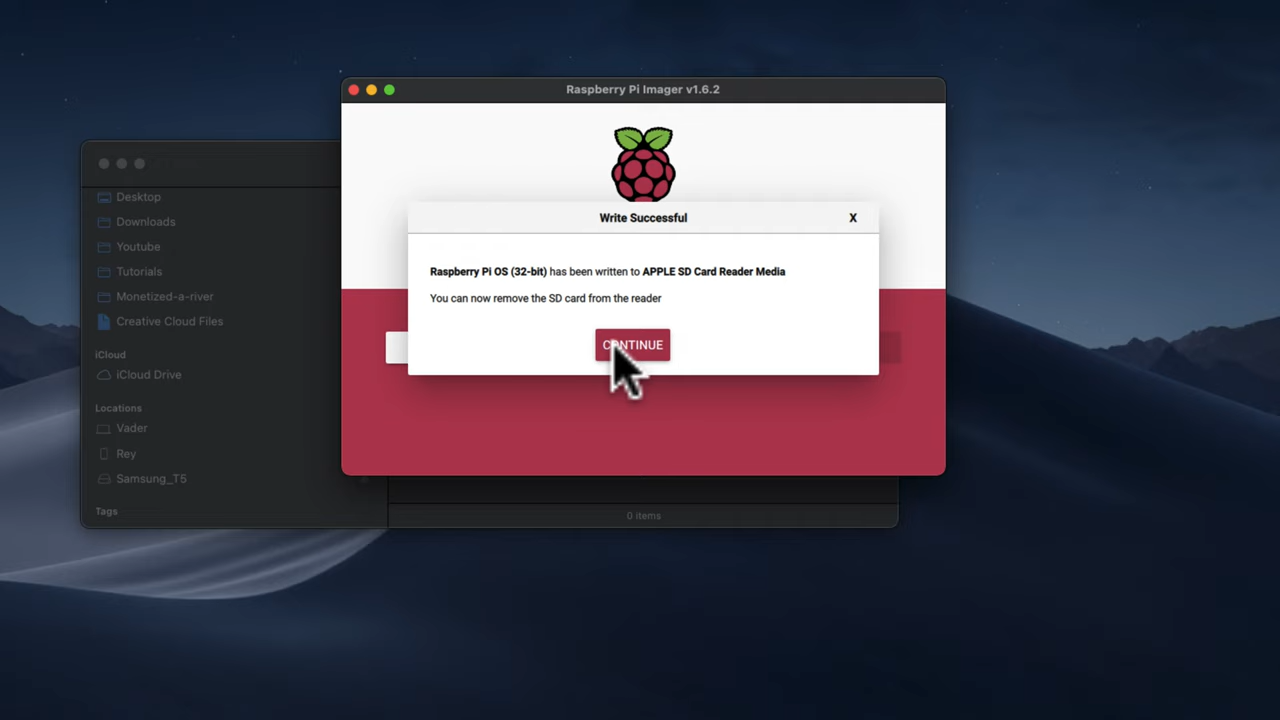 Raspberry Pi Imager v1.6.2
Write Successful
X
Raspberry Pi OS (32-bit) has been written to APPLE SD Card Reader Media
You can now remove the SD card from the reader
CONTINUE
Desktop
Downloads
Youtube
Tutorials
Monetized-a-river
Creative Cloud Files
iCloud
iCloud Drive
Locations
Vader
Rey
Samsung_T5
Tags
0 items